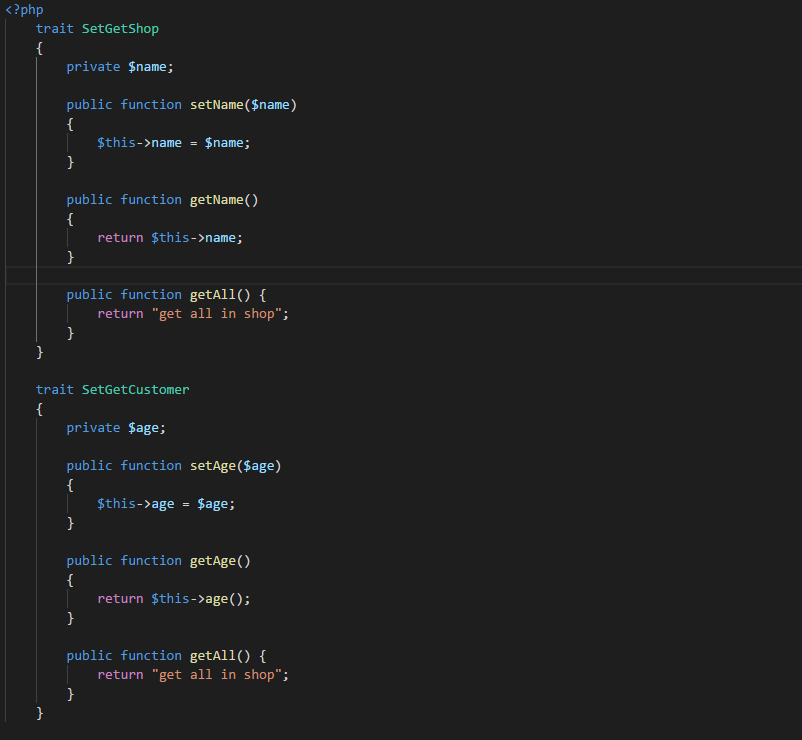 <?php
trait SetGetShop
{
private $name;
public function setName($name)
{
$this->name = $name;
}
public function getName()
{
return $this->name;
}
public function getAll() {
return "get all in shop";
}
}
trait SetGetCustomer
{
private $age;
public function setAge($age)
{
$this->age = $age;
}
public function getAge()
{
return $this->age();
}
public function getAll() {
return "get all in shop";
}
}